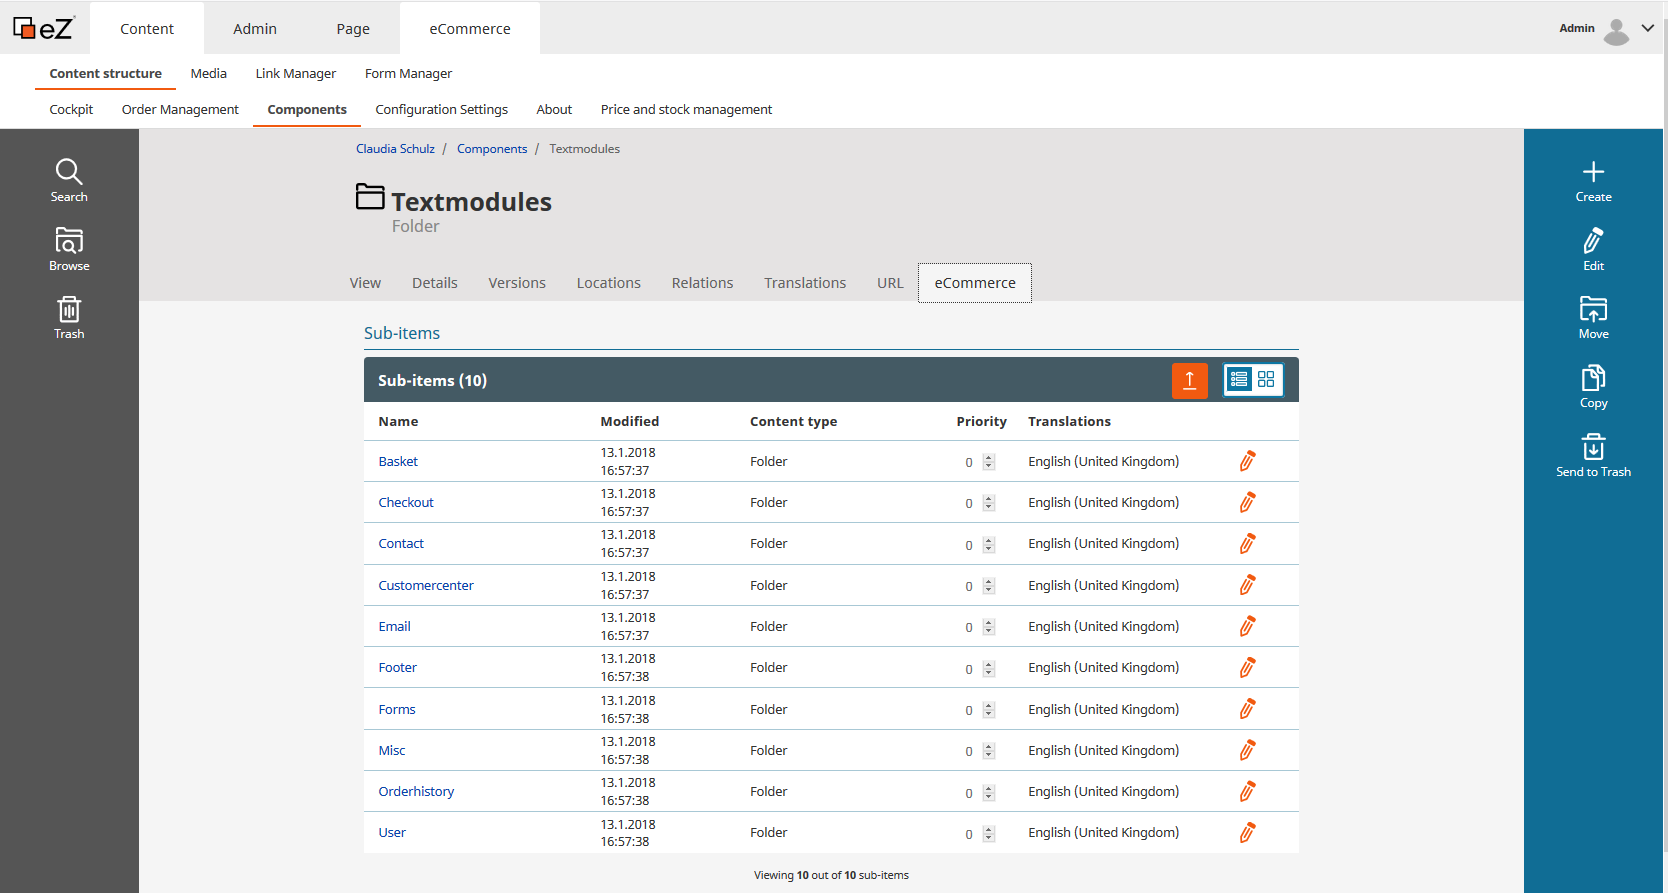 eZ Content Admin Page eCommerce Admin
Content structure Media Link Manager Form Manager
Cockpit Order Management Components Configuration Settings About Price and stock management
Search
Browse
Trash
Claudia Schulz / Components / Textmodules
Textmodules
Folder
View Details Versions Locations Relations Translations URL eCommerce
Sub-items
Sub-items (10)
Name Modified Content type Priority Translations
Basket 13.1.2018 16:57:37 Folder 0 English (United Kingdom)
Checkout 13.1.2018 16:57:37 Folder 0 English (United Kingdom)
Contact 13.1.2018 16:57:37 Folder 0 English (United Kingdom)
Customercenter 13.1.2018 16:57:37 Folder 0 English (United Kingdom)
Email 13.1.2018 16:57:37 Folder 0 English (United Kingdom)
Footer 13.1.2018 16:57:38 Folder 0 English (United Kingdom)
Forms 13.1.2018 16:57:38 Folder 0 English (United Kingdom)
Misc 13.1.2018 16:57:38 Folder 0 English (United Kingdom)
Orderhistory 13.1.2018 16:57:38 Folder 0 English (United Kingdom)
User 13.1.2018 16:57:38 Folder 0 English (United Kingdom)
Viewing 10 out of 10 sub-items
Create
Edit
Move
Copy
Send to Trash